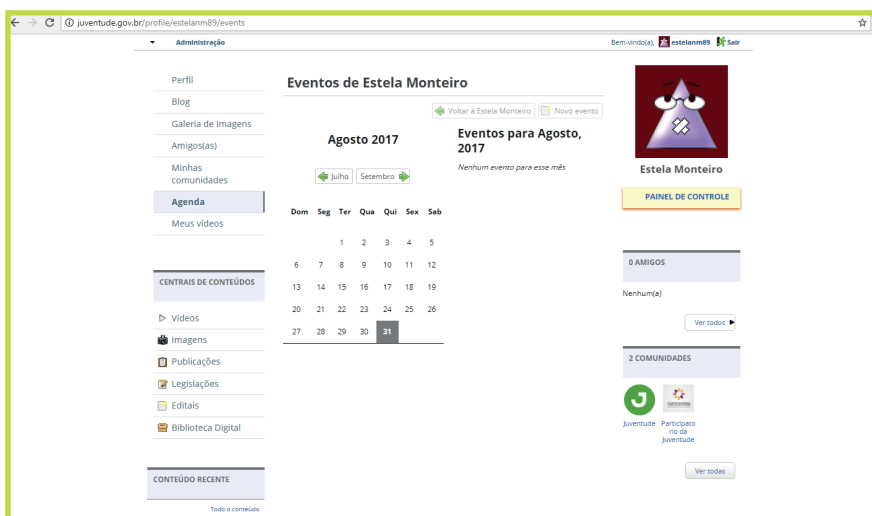 juventude.gov.br/profile/estelanm89/events
Administração
Bem-vindo(a), estelanm89 Sair
Perfil
Blog
Galeria de Imagens
Amigos(as)
Minhas
comunidades
Agenda
Meus vídeos
CENTRAIS DE CONTEÚDOS
Vídeos
Imagens
Publicações
Legislações
Editais
Biblioteca Digital
CONTEÚDO RECENTE
Todo o conteúdo
Eventos de Estela Monteiro
Voltar à Estela Monteiro Novo evento
Agosto 2017
Julho Setembro
Dom Seg Ter Qua Qui Sex Sab
1 2 3 4 5
6 7 8 9 10 11 12
13 14 15 16 17 18 19
20 21 22 23 24 25 26
27 28 29 30 31
Eventos para Agosto,
2017
Nenhum evento para esse mês
Estela Monteiro
PAINEL DE CONTROLE
0 AMIGOS
Nenhum(a)
Ver todos
2 COMUNIDADES
J
Juventude
Participato
rio da
Juventude
Ver todas